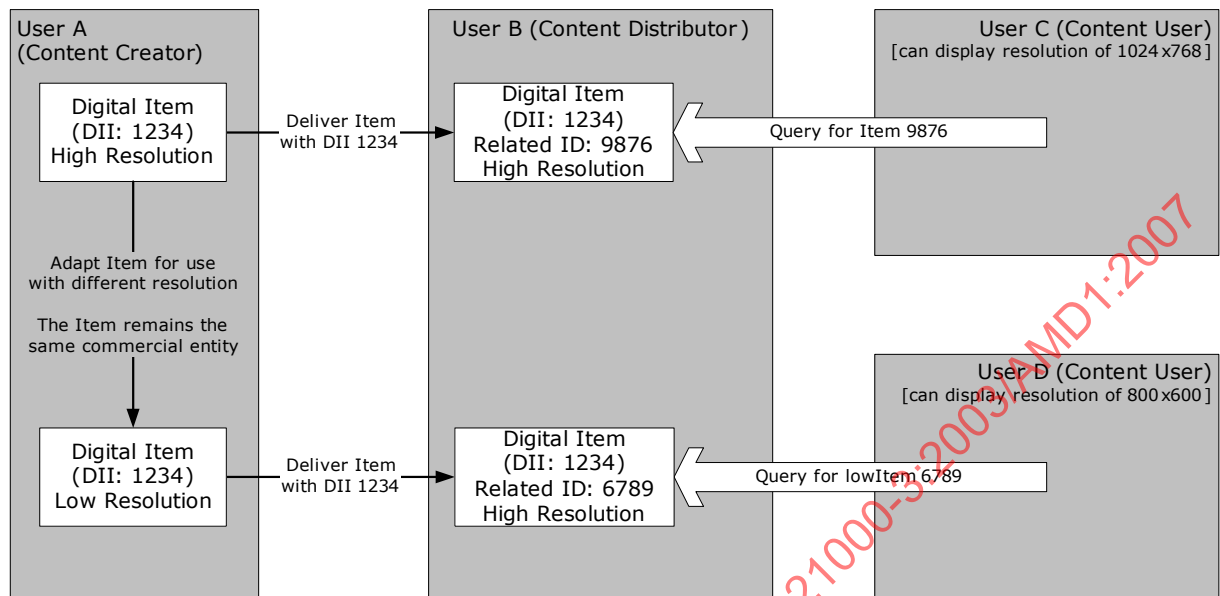 User A
(Content Creator)
Digital Item
(DII: 1234)
High Resolution
Adapt Item for use
with different resolution
The Item remains the
same commercial entity
Digital Item
(DII: 1234)
Low Resolution
Deliver Item
with DII 1234
Deliver Item
with DII 1234
User B (Content Distributor)
Digital Item
(DII: 1234)
Related ID: 9876
High Resolution
Digital Item
(DII: 1234)
Related ID: 6789
High Resolution
Query for Item 9876
Query for lowItem 6789
User C (Content User)
[can display resolution of 1024x768]
User D (Content User)
[can display resolution of 800x600]
21000-3:2003/AMD1:2007